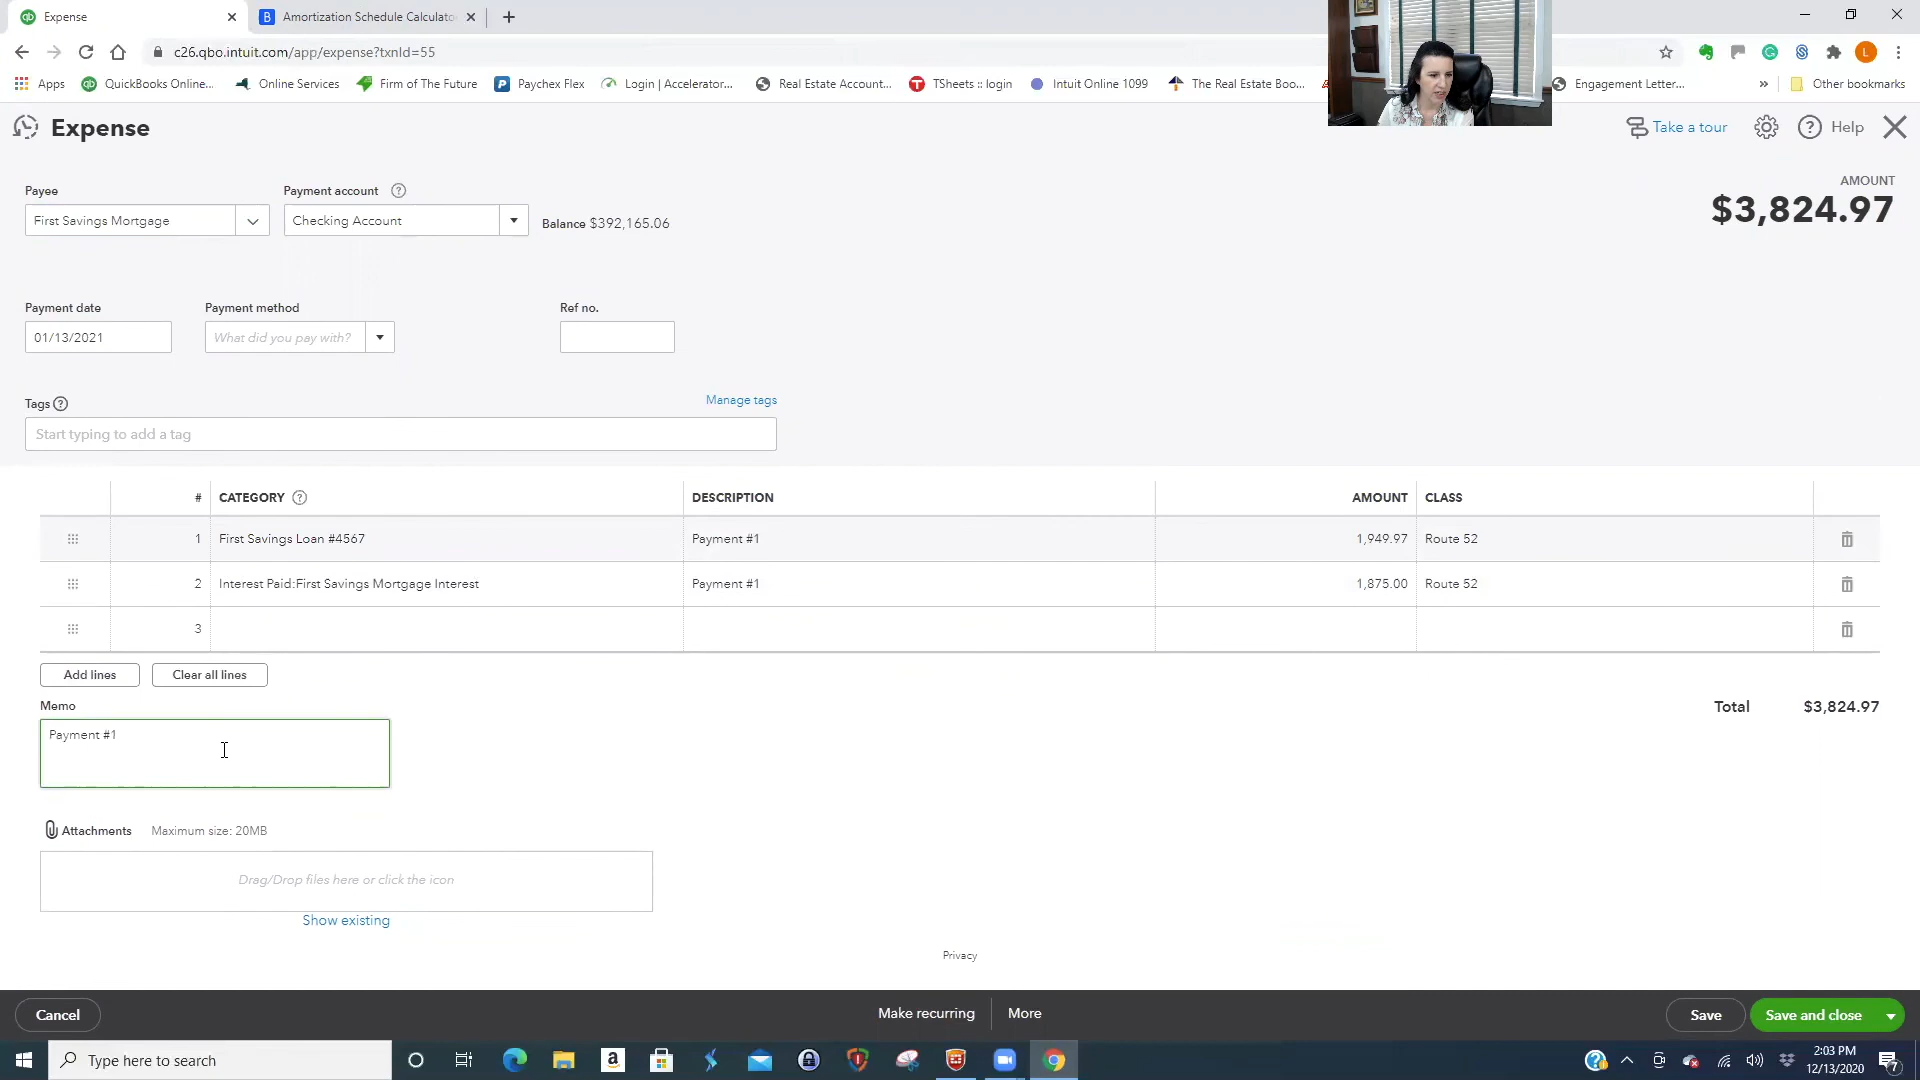 Expense
Amortization Schedule Calculato
c26.qbo.intuit.com/app/expense?txnId=55
L
Apps
QuickBooks Online...
Online Services
Firm of The Future
Paychex Flex
Login | Accelerator...
Real Estate Account...
TSheets :: login
Intuit Online 1099
The Real Estate Boo...
Engagement Letter...
»
Other bookmarks
Expense
Take a tour
Help
Payee
Payment account
AMOUNT
First Savings Mortgage
Checking Account
Balance $392,165.06
$3,824.97
Payment date
Payment method
Ref no.
01/13/2021
What did you pay with?
Tags
Manage tags
Start typing to add a tag
# CATEGORY DESCRIPTION AMOUNT CLASS
1 First Savings Loan #4567 Payment #1 1,949.97 Route 52
2 Interest Paid:First Savings Mortgage Interest Payment #1 1,875.00 Route 52
3
Add lines
Clear all lines
Memo
Total $3,824.97
Payment #1
Attachments Maximum size: 20MB
Drag/Drop files here or click the icon
Show existing
Privacy
Cancel
Make recurring
More
Save
Save and close
Type here to search
2:03 PM
12/13/2020
7